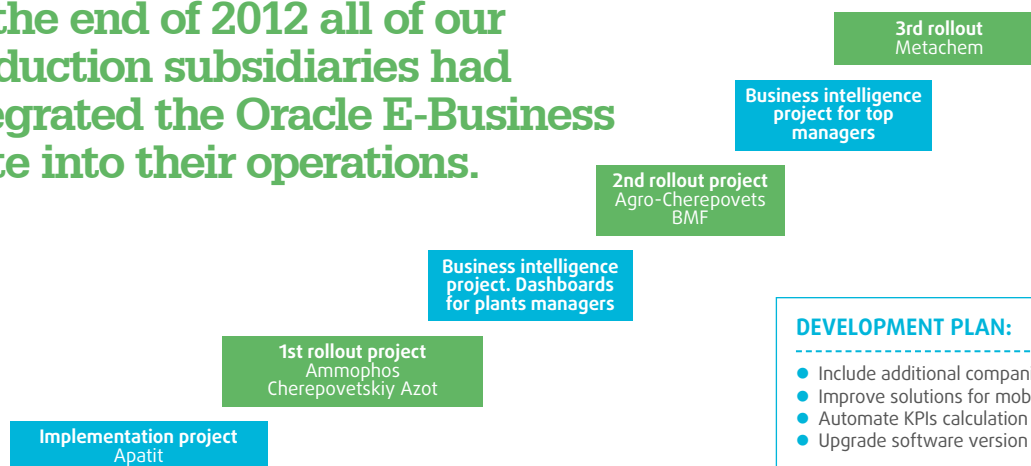 the end of 2012 all of our
duction subsidiaries had
egrated the Oracle E-Business
te into their operations.
3rd rollout
Metachem
Business intelligence
project for top
managers
2nd rollout project
Agro-Cherepovets
BMF
Business intelligence
project. Dashboards
for plants managers
1st rollout project
Ammophos
Cherepovetskiy Azot
Implementation project
Apatit
DEVELOPMENT PLAN:
• Include additional compani
• Improve solutions for mob
• Automate KPIs calculation
• Upgrade software version